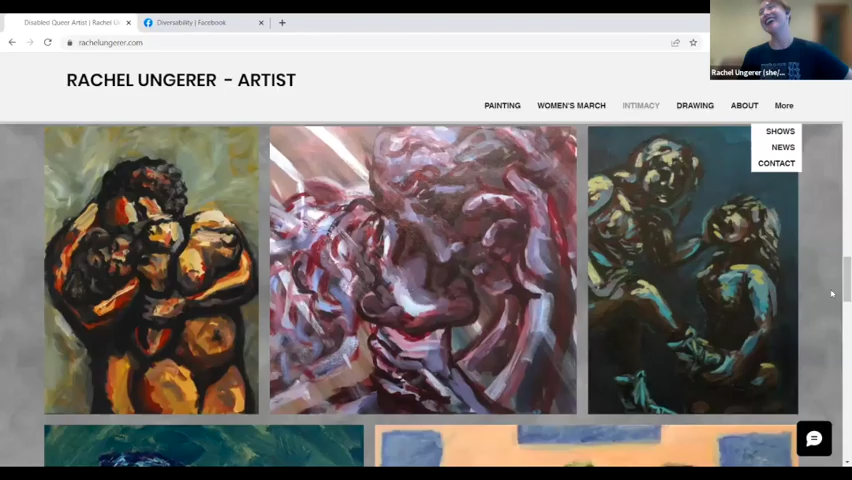 Disabled Queer Artist | Rachel Un
Diversability | Facebook
rachelungerer.com
Rachel Ungerer (she/...
RACHEL UNGERER - ARTIST
PAINTING WOMEN'S MARCH INTIMACY DRAWING ABOUT More
SHOWS
NEWS
CONTACT